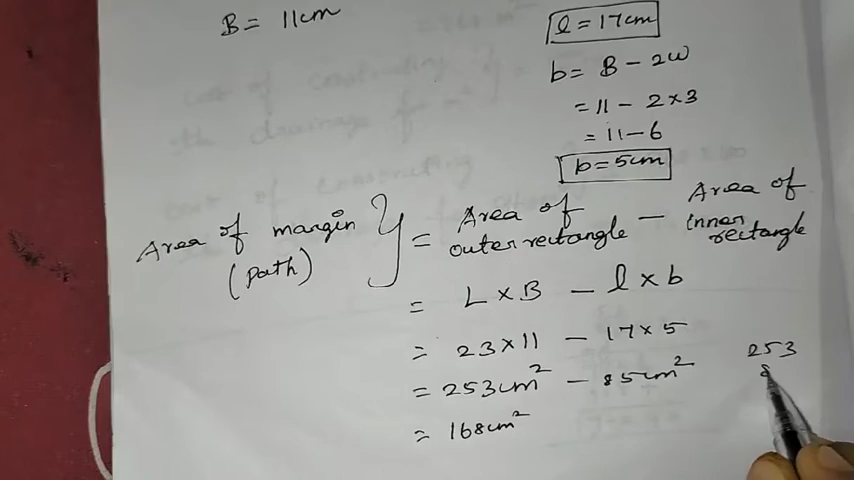 B = 11cm
l = 17cm
b = B - 2w
= 11 - 2×3
= 11 - 6
b = 5cm
Area of margin (path) } = Area of outer rectangle - Area of inner rectangle
= L × B - l × b
= 23×11 - 17×5
= 253cm² - 85cm²
= 168cm²
253
8